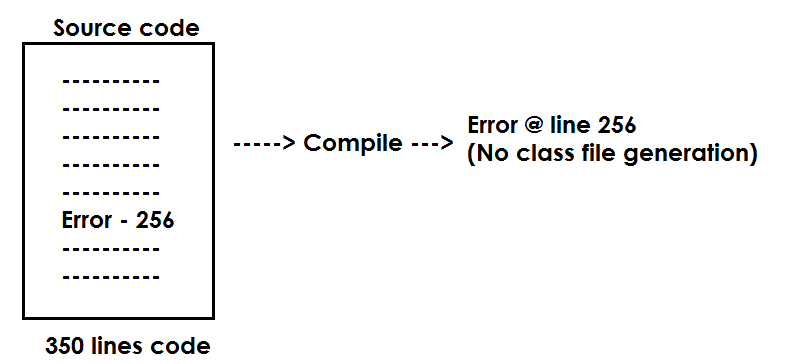 Source code
----------
----------
----------
----------
----------
Error - 256
----------
----------
350 lines code
-----> Compile --->
Error @ line 256
(No class file generation)